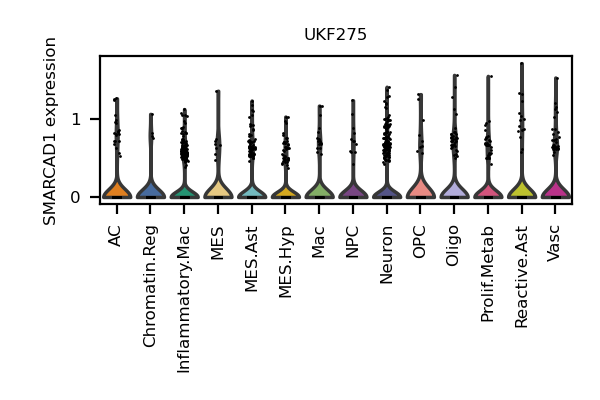 UKF275
SMARCAD1 expression
1
0
AC
Chromatin.Reg
Inflammatory.Mac
MES
MES.Ast
MES.Hyp
Mac
NPC
Neuron
OPC
Oligo
Prolif.Metab
Reactive.Ast
Vasc